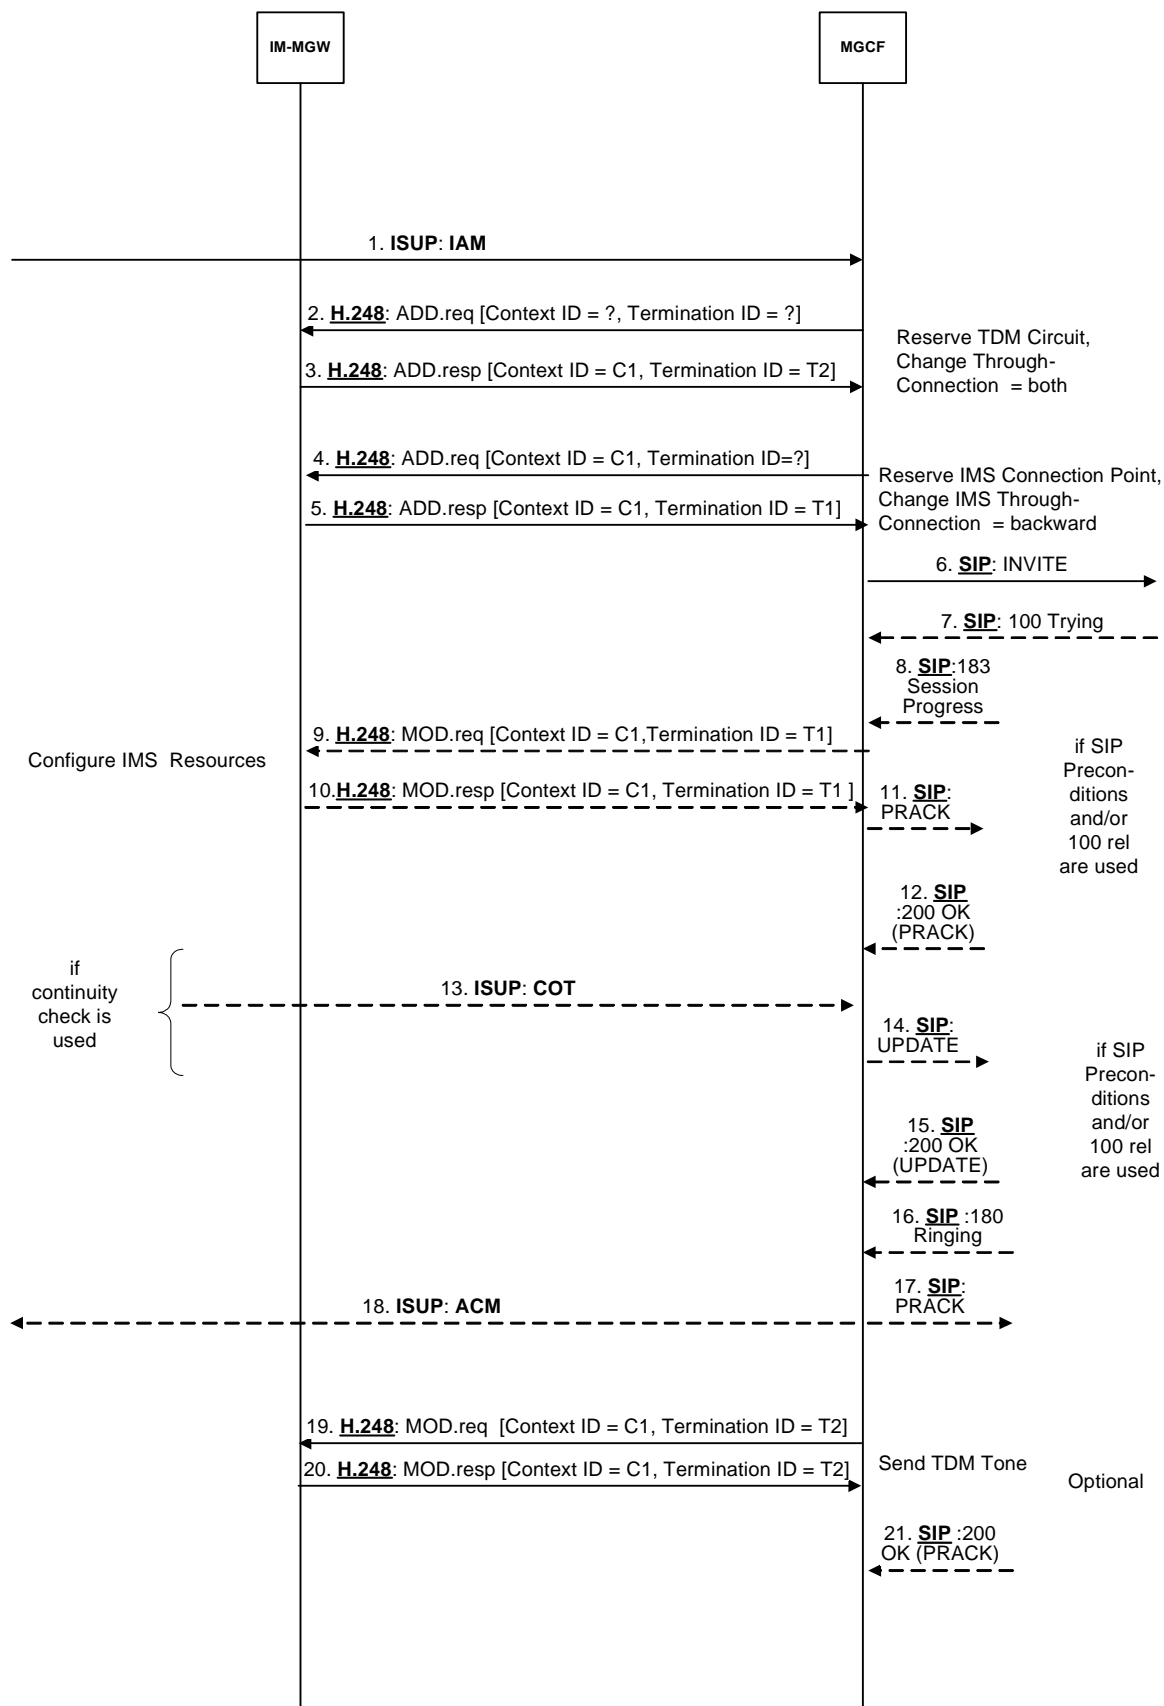 IM-MGW
MGCF
1. ISUP: IAM
2. H.248: ADD.req [Context ID = ?, Termination ID = ?]
3. H.248: ADD.resp [Context ID = C1, Termination ID = T2]
Reserve TDM Circuit,
Change Through-
Connection = both
4. H.248: ADD.req [Context ID = C1, Termination ID=?]
5. H.248: ADD.resp [Context ID = C1, Termination ID = T1]
Reserve IMS Connection Point,
Change IMS Through-
Connection = backward
6. SIP: INVITE
7. SIP: 100 Trying
8. SIP:183
Session
Progress
9. H.248: MOD.req [Context ID = C1,Termination ID = T1]
Configure IMS Resources
10.H.248: MOD.resp [Context ID = C1, Termination ID = T1 ]
11. SIP:
PRACK
if SIP
Precon-
ditions
and/or
100 rel
are used
12. SIP
:200 OK
(PRACK)
if
continuity
check is
used
13. ISUP: COT
14. SIP:
UPDATE
if SIP
Precon-
ditions
and/or
100 rel
are used
15. SIP
:200 OK
(UPDATE)
16. SIP :180
Ringing
17. SIP:
PRACK
18. ISUP: ACM
19. H.248: MOD.req [Context ID = C1, Termination ID = T2]
20. H.248: MOD.resp [Context ID = C1, Termination ID = T2]
Send TDM Tone
Optional
21. SIP :200
OK (PRACK)